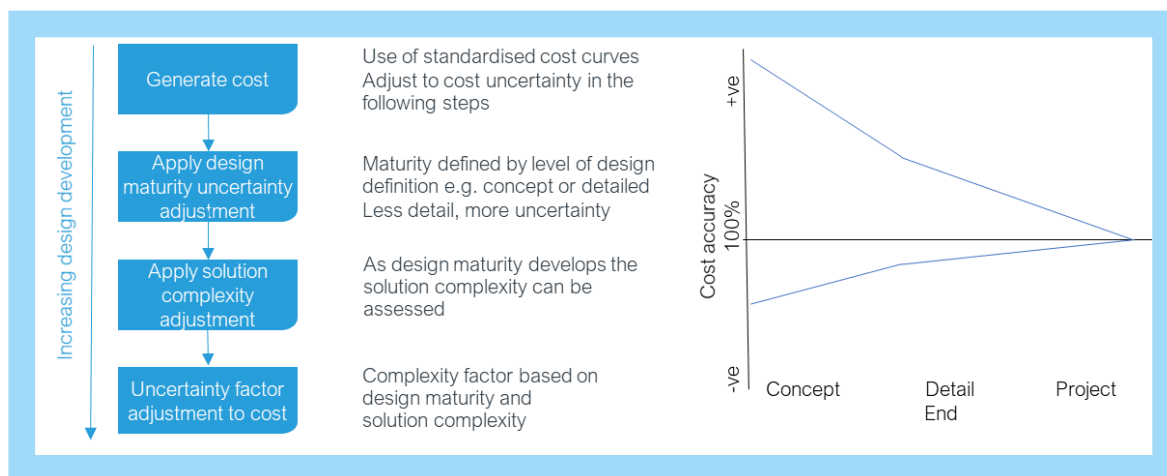 Increasing design development
Generate cost
Use of standardised cost curves
Adjust to cost uncertainty in the
following steps
Apply design
maturity uncertainty
adjustment
Maturity defined by level of design
definition e.g. concept or detailed
Less detail, more uncertainty
Apply solution
complexity
adjustment
As design maturity develops the
solution complexity can be
assessed
Uncertainty factor
adjustment to cost
Complexity factor based on
design maturity and
solution complexity
Cost accuracy
-ve 100% +ve
Concept Detail Project
End